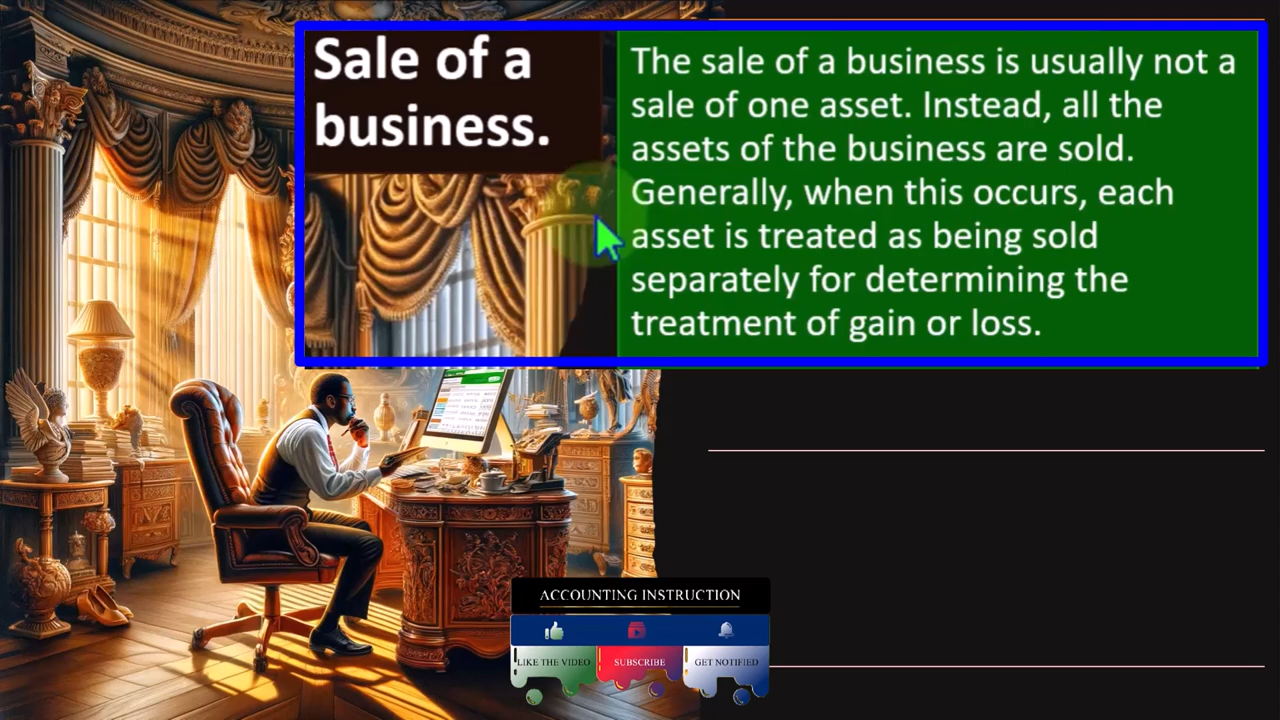 Sale of a
business.
The sale of a business is usually not a
sale of one asset. Instead, all the
assets of the business are sold.
Generally, when this occurs, each
asset is treated as being sold
separately for determining the
treatment of gain or loss.
ACCOUNTING INSTRUCTION
LIKE THE VIDEO
SUBSCRIBE
GET NOTIFIED